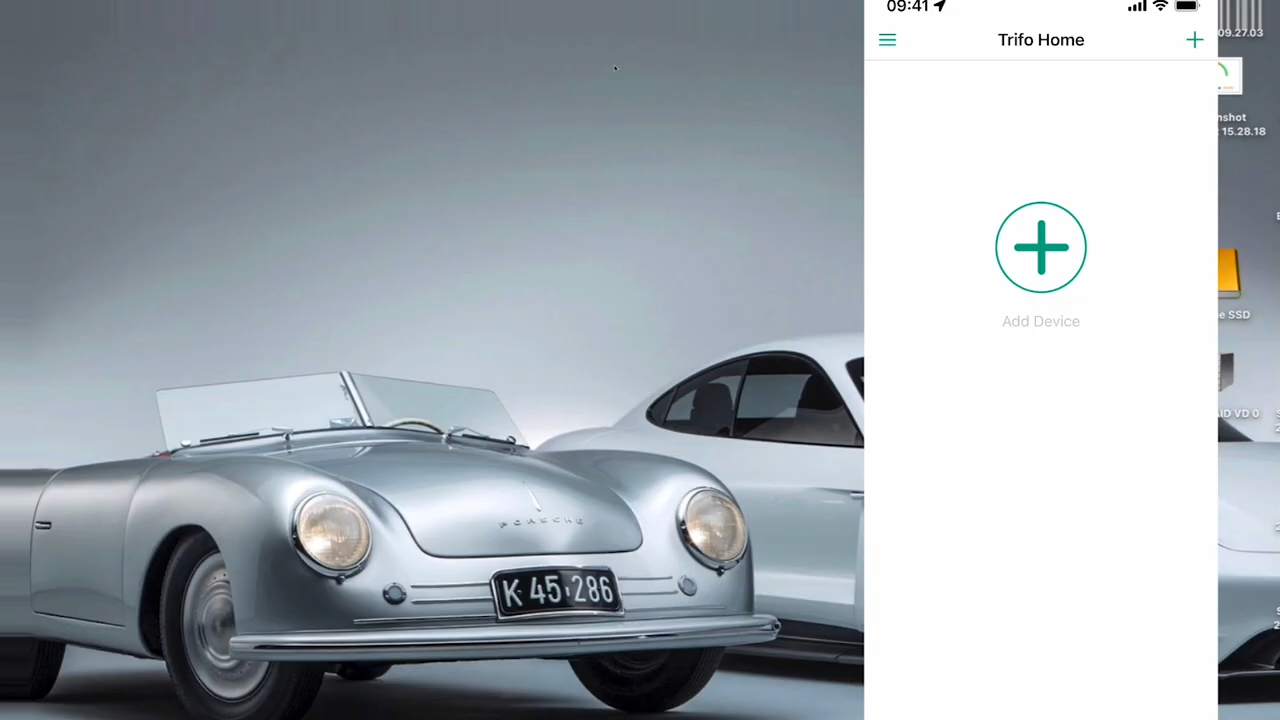 09:41
Trifo Home
Add Device
09.27.03
nshot
15.28.18
e SSD
ID VD 0
PORSCHE
K·45·286